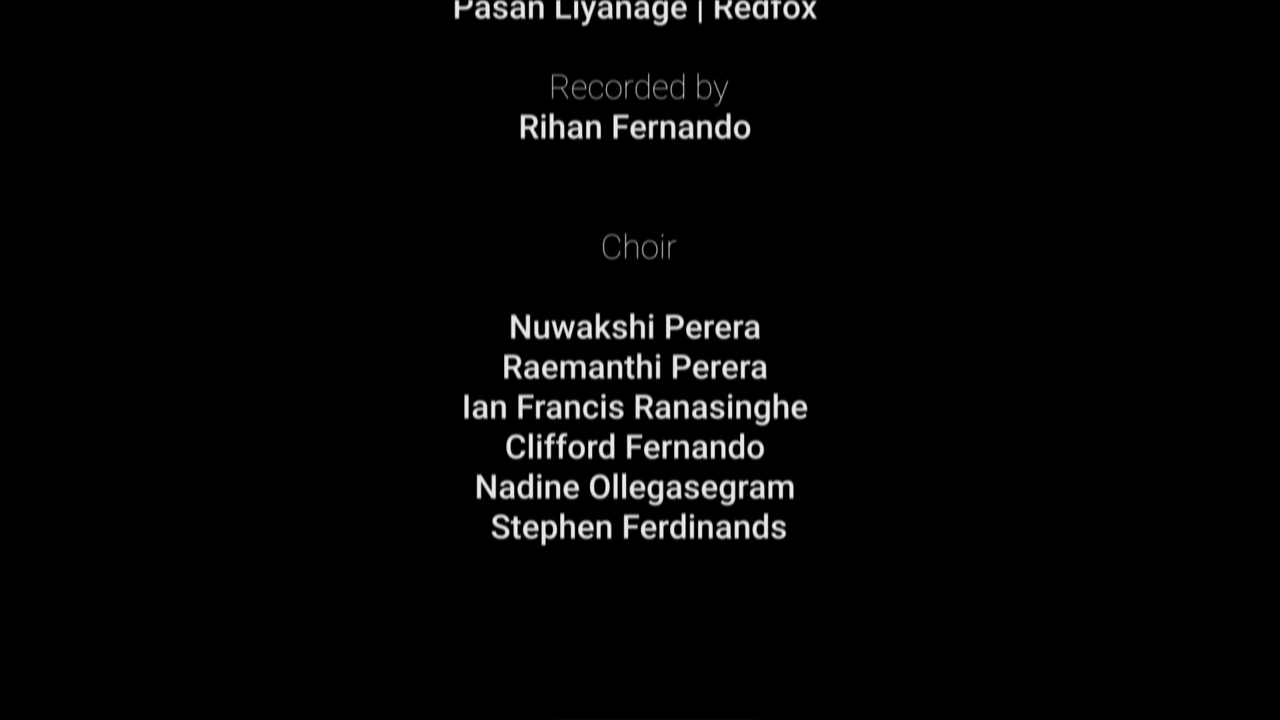 Pasan Liyanage | Redfox
Recorded by
Rihan Fernando
Choir
Nuwakshi Perera
Raemanthi Perera
Ian Francis Ranasinghe
Clifford Fernando
Nadine Ollegasegram
Stephen Ferdinands